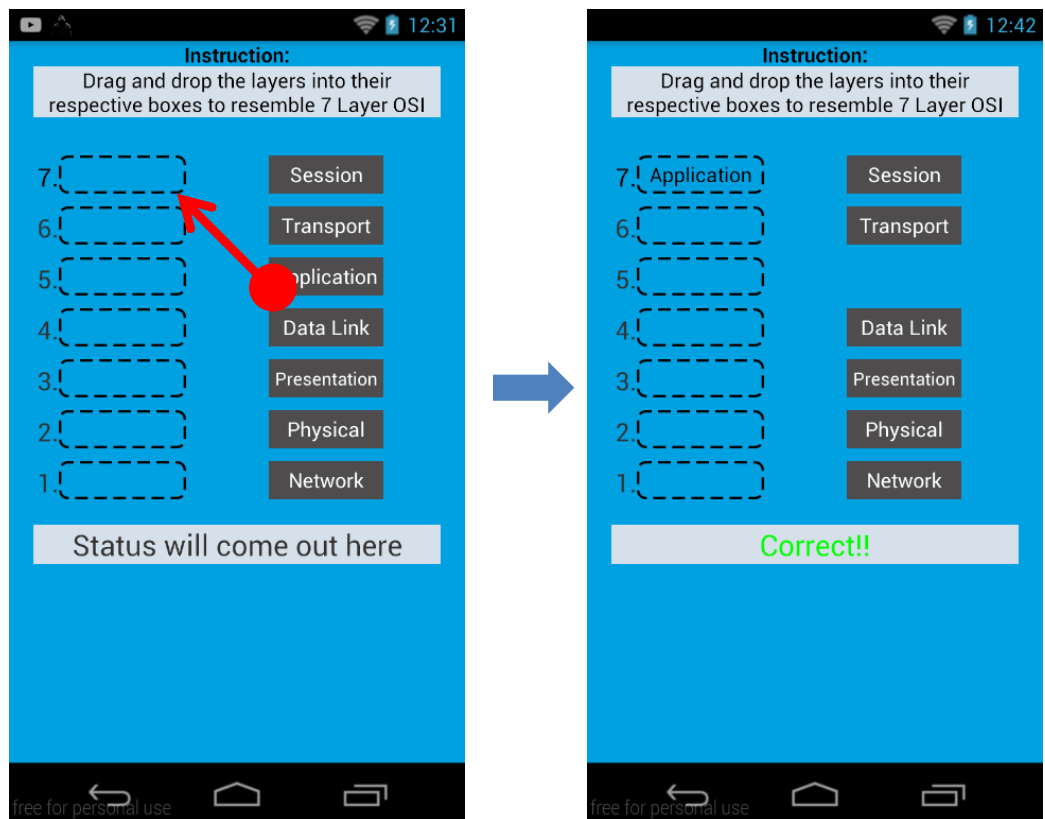 12:31
Instruction:
Drag and drop the layers into their
respective boxes to resemble 7 Layer OSI
7. Session
6. Transport
5. pplication
4. Data Link
3. Presentation
2. Physical
1. Network
Status will come out here
free for personal use
12:42
Instruction:
Drag and drop the layers into their
respective boxes to resemble 7 Layer OSI
7. Application Session
6. Transport
5.
4. Data Link
3. Presentation
2. Physical
1. Network
Correct!!
free for personal use